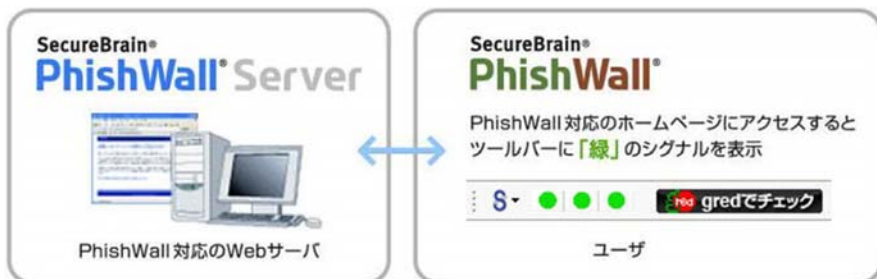 SecureBrain®
PhishWall® Server
PhishWall対応のWebサーバ
SecureBrain®
PhishWall®
PhishWall対応のホームページにアクセスすると
ツールバーに「緑」のシグナルを表示
S
red gredでチェック
ユーザ